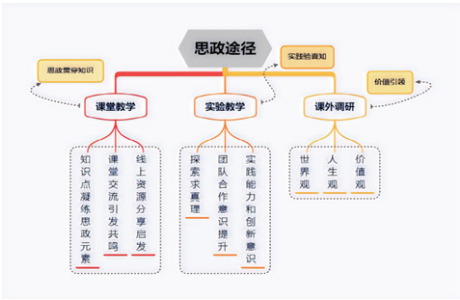 思政途径
思政贯穿知识
实践验真知
价值引领
课堂教学
实验教学
课外调研
知识点凝练思政元素
课堂交流引发共鸣
线上资源分享启发
探索求真理
团队合作意识提升
实践能力和创新意识
世界观
人生观
价值观